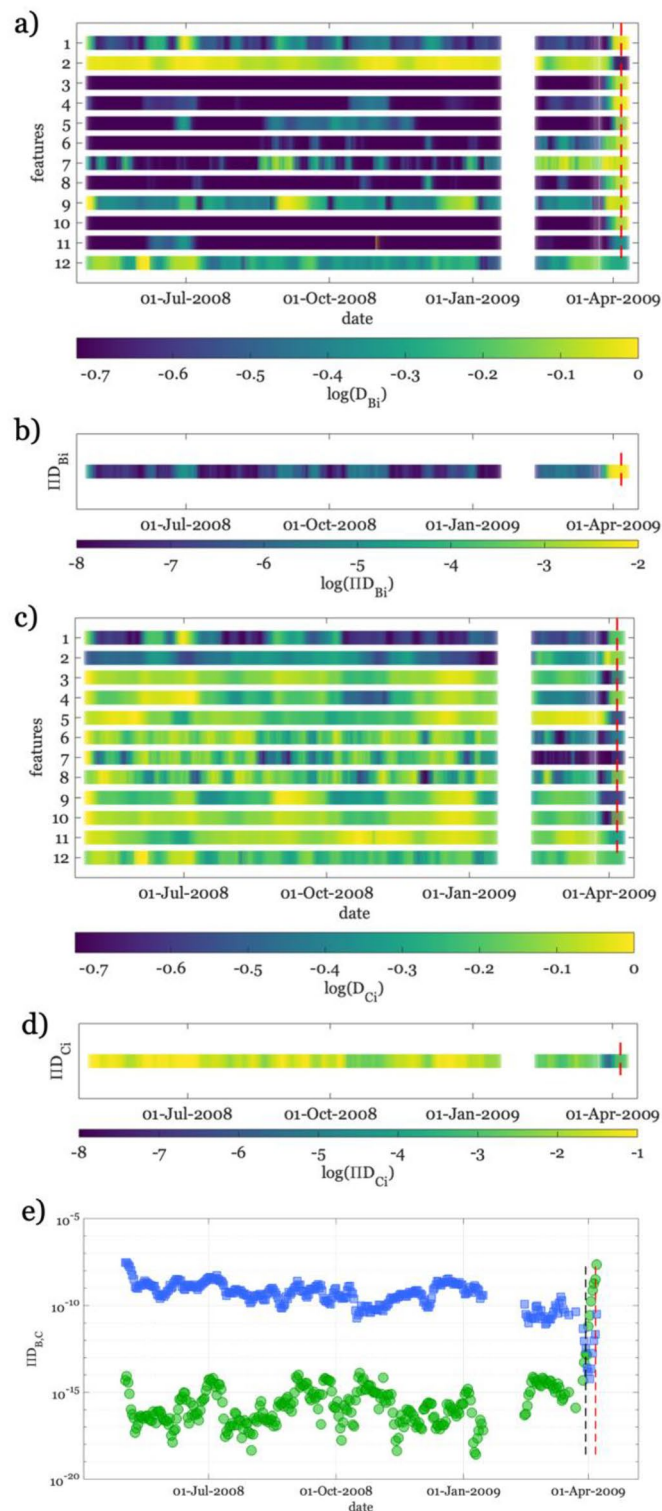 a)
features
1
2
3
4
5
6
7
8
9
10
11
12
01-Jul-2008 01-Oct-2008 01-Jan-2009 01-Apr-2009
date
-0.7 -0.6 -0.5 -0.4 -0.3 -0.2 -0.1 0
log(D_Bi)
b)
ΠD_Bi
01-Jul-2008 01-Oct-2008 01-Jan-2009 01-Apr-2009
-8 -7 -6 -5 -4 -3 -2
log(ΠD_Bi)
c)
features
1
2
3
4
5
6
7
8
9
10
11
12
01-Jul-2008 01-Oct-2008 01-Jan-2009 01-Apr-2009
date
-0.7 -0.6 -0.5 -0.4 -0.3 -0.2 -0.1 0
log(D_Ci)
d)
ΠD_Ci
01-Jul-2008 01-Oct-2008 01-Jan-2009 01-Apr-2009
-8 -7 -6 -5 -4 -3 -2 -1
log(ΠD_Ci)
e)
ΠD_B,C
10^-5
10^-10
10^-15
10^-20
01-Jul-2008 01-Oct-2008 01-Jan-2009 01-Apr-2009
date